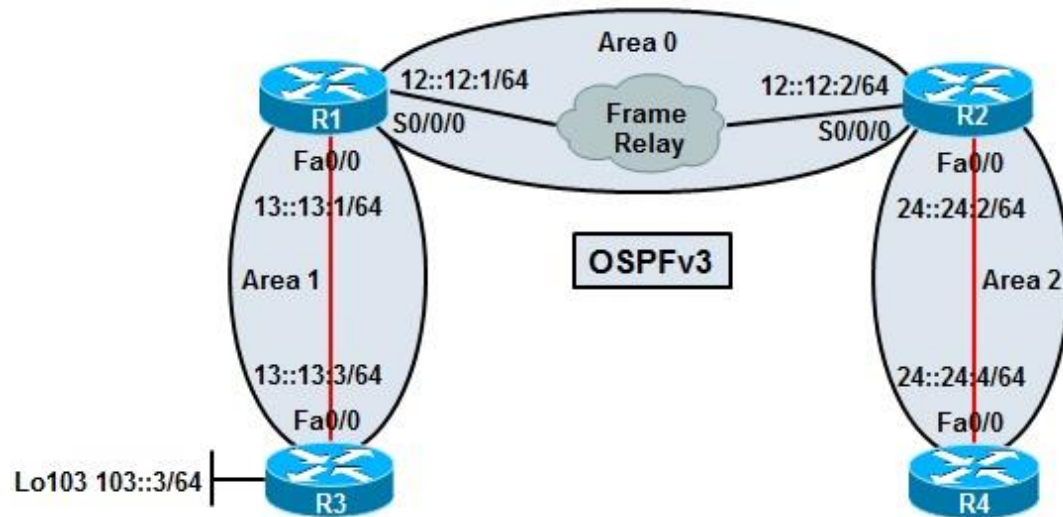 Area 0
12::12:1/64
12::12:2/64
R1
S0/0/0
Frame
Relay
S0/0/0
R2
Fa0/0
13::13:1/64
Fa0/0
24::24:2/64
OSPFv3
Area 1
Area 2
13::13:3/64
Fa0/0
24::24:4/64
Fa0/0
Lo103 103::3/64
R3
R4